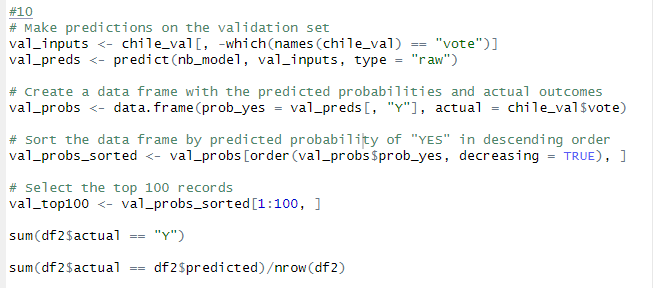 #10
# Make predictions on the validation set
val_inputs <- chile_val[, -which(names(chile_val) == "vote")]
val_preds <- predict(nb_model, val_inputs, type = "raw")
# Create a data frame with the predicted probabilities and actual outcomes
val_probs <- data.frame(prob_yes = val_preds[, "Y"], actual = chile_val$vote)
# Sort the data frame by predicted probability of "YES" in descending order
val_probs_sorted <- val_probs[order(val_probs$prob_yes, decreasing = TRUE), ]
# Select the top 100 records
val_top100 <- val_probs_sorted[1:100, ]
sum(df2$actual == "Y")
sum(df2$actual == df2$predicted)/nrow(df2)